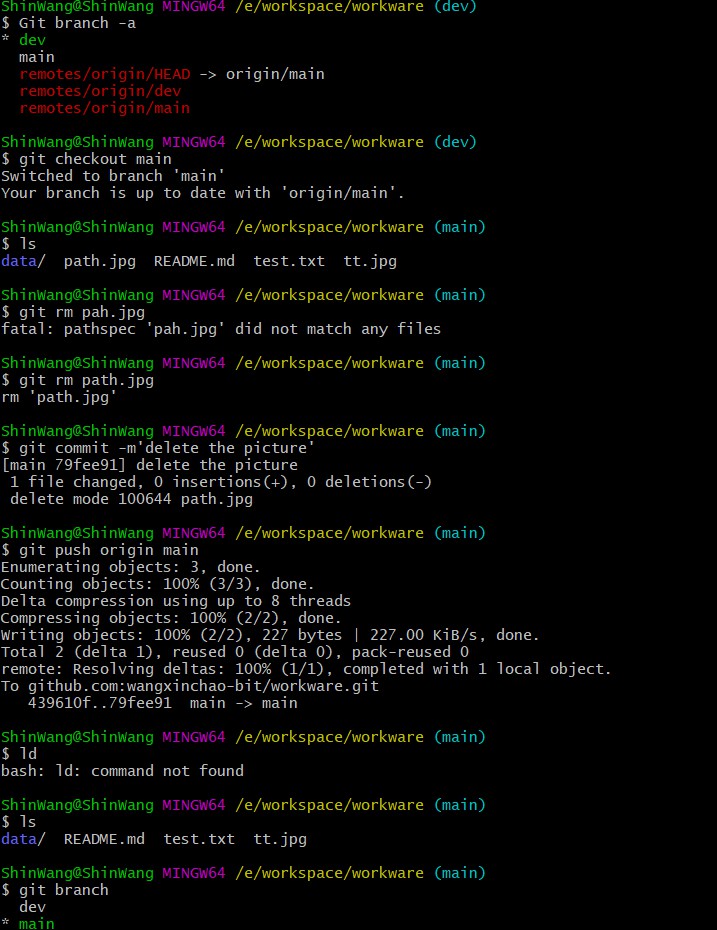 ShinWang@ShinWang MINGW64 /e/workspace/workware (dev)
$ Git branch -a
* dev
  main
  remotes/origin/HEAD -> origin/main
  remotes/origin/dev
  remotes/origin/main

ShinWang@ShinWang MINGW64 /e/workspace/workware (dev)
$ git checkout main
Switched to branch 'main'
Your branch is up to date with 'origin/main'.

ShinWang@ShinWang MINGW64 /e/workspace/workware (main)
$ ls
data/  path.jpg  README.md  test.txt  tt.jpg

ShinWang@ShinWang MINGW64 /e/workspace/workware (main)
$ git rm pah.jpg
fatal: pathspec 'pah.jpg' did not match any files

ShinWang@ShinWang MINGW64 /e/workspace/workware (main)
$ git rm path.jpg
rm 'path.jpg'

ShinWang@ShinWang MINGW64 /e/workspace/workware (main)
$ git commit -m'delete the picture'
[main 79fee91] delete the picture
 1 file changed, 0 insertions(+), 0 deletions(-)
 delete mode 100644 path.jpg

ShinWang@ShinWang MINGW64 /e/workspace/workware (main)
$ git push origin main
Enumerating objects: 3, done.
Counting objects: 100% (3/3), done.
Delta compression using up to 8 threads
Compressing objects: 100% (2/2), done.
Writing objects: 100% (2/2), 227 bytes | 227.00 KiB/s, done.
Total 2 (delta 1), reused 0 (delta 0), pack-reused 0
remote: Resolving deltas: 100% (1/1), completed with 1 local object.
To github.com:wangxinchao-bit/workware.git
   439610f..79fee91  main -> main

ShinWang@ShinWang MINGW64 /e/workspace/workware (main)
$ ld
bash: ld: command not found

ShinWang@ShinWang MINGW64 /e/workspace/workware (main)
$ ls
data/  README.md  test.txt  tt.jpg

ShinWang@ShinWang MINGW64 /e/workspace/workware (main)
$ git branch
  dev
* main